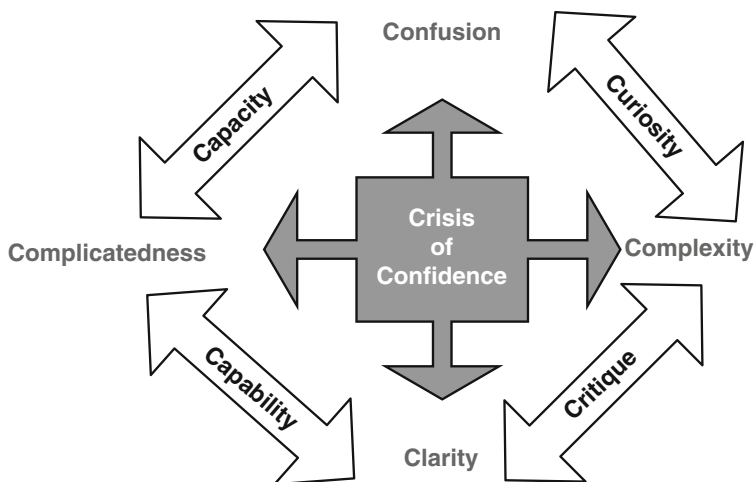 Confusion
Capacity
Curiosity
Crisis
of
Confidence
Complicatedness
Complexity
Capability
Critique
Clarity